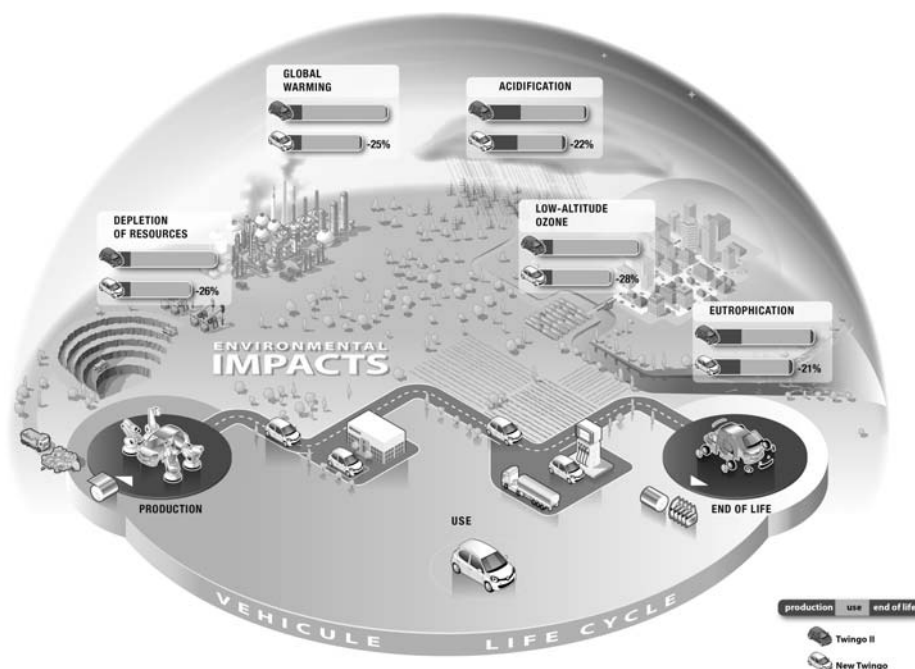 GLOBAL
WARMING
-25%
ACIDIFICATION
-22%
DEPLETION
OF RESOURCES
-26%
LOW-ALTITUDE
OZONE
-28%
EUTROPHICATION
-21%
ENVIRONMENTAL
IMPACTS
PRODUCTION
USE
END OF LIFE
VEHICULE LIFE CYCLE
production use end of life
Twingo II
New Twingo